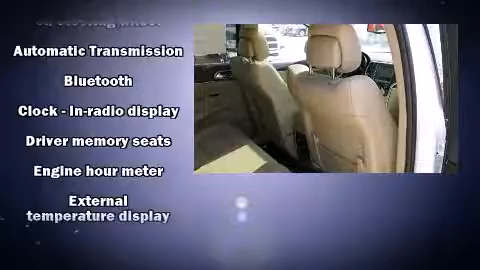 Automatic Transmission
Bluetooth
Clock - In-radio display
Driver memory seats
Engine hour meter
External
temperature display